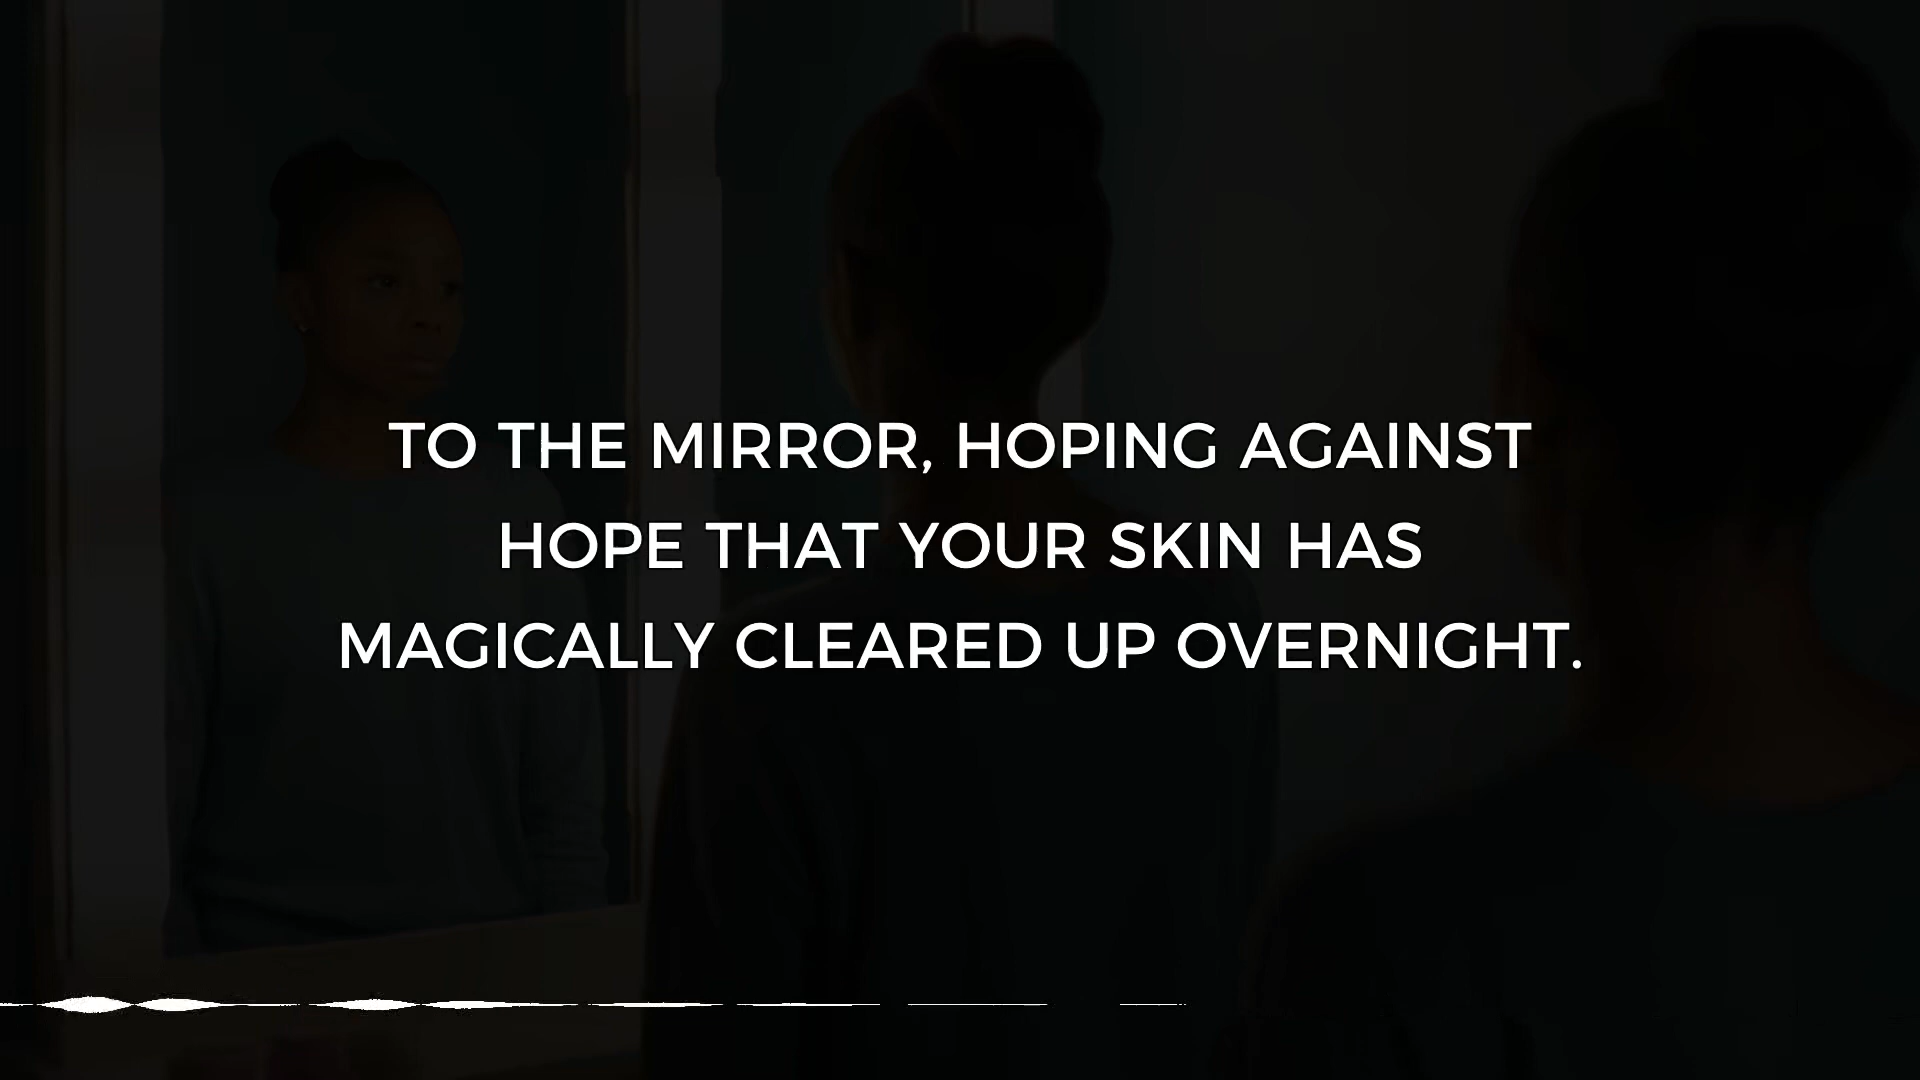 TO THE MIRROR, HOPING AGAINST
HOPE THAT YOUR SKIN HAS
MAGICALLY CLEARED UP OVERNIGHT.